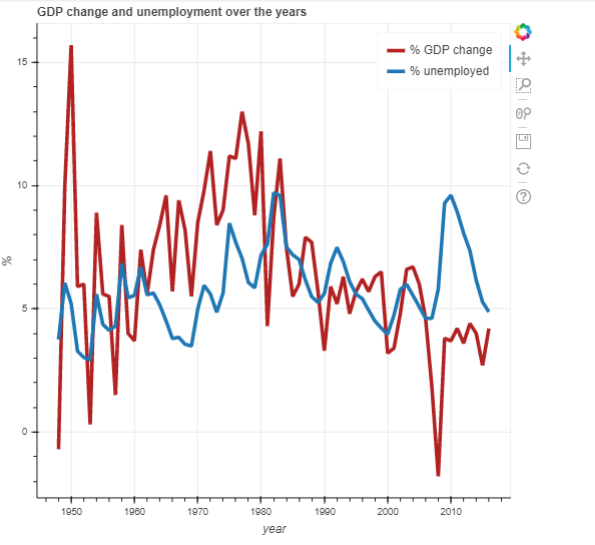 GDP change and unemployment over the years
% GDP change
% unemployed
15
10
5
0
%
1950 1960 1970 1980 1990 2000 2010
year